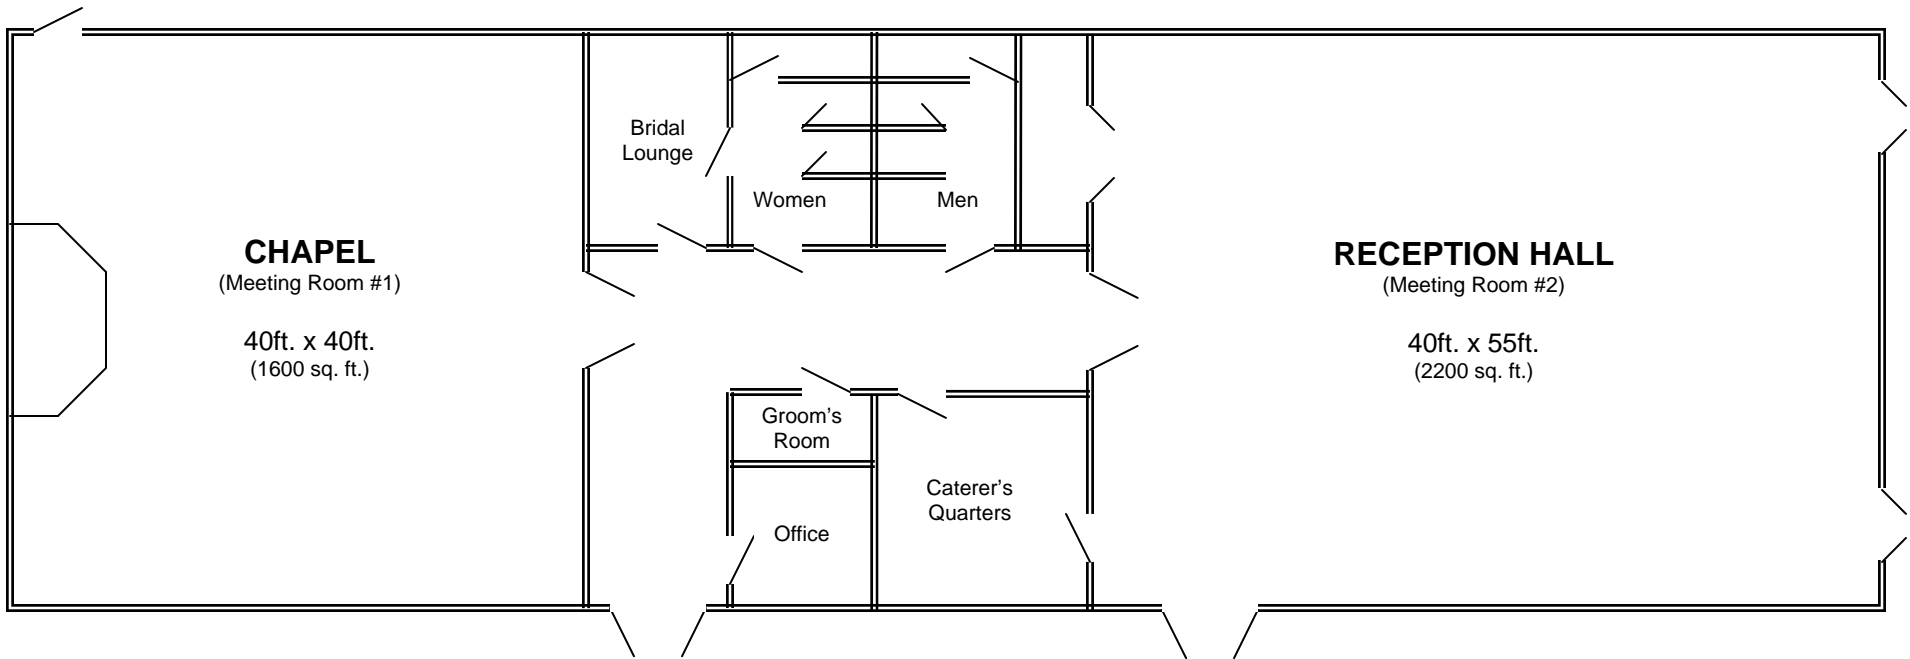 Bridal
Lounge
Women
Men
CHAPEL
(Meeting Room #1)
40ft. x 40ft.
(1600 sq. ft.)
RECEPTION HALL
(Meeting Room #2)
40ft. x 55ft.
(2200 sq. ft.)
Groom’s
Room
Caterer’s
Quarters
Office